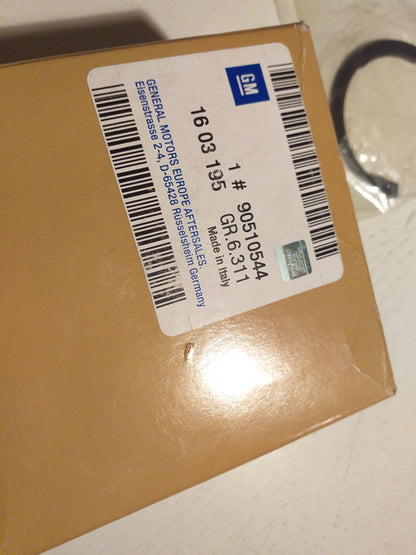 GM
1 # 90510544
16 03 195 GR.6.311
Made in Italy
GENERAL MOTORS EUROPE AFTERSALES
Eisenstrasse 2-4, D-65428 Rüsselsheim Germany